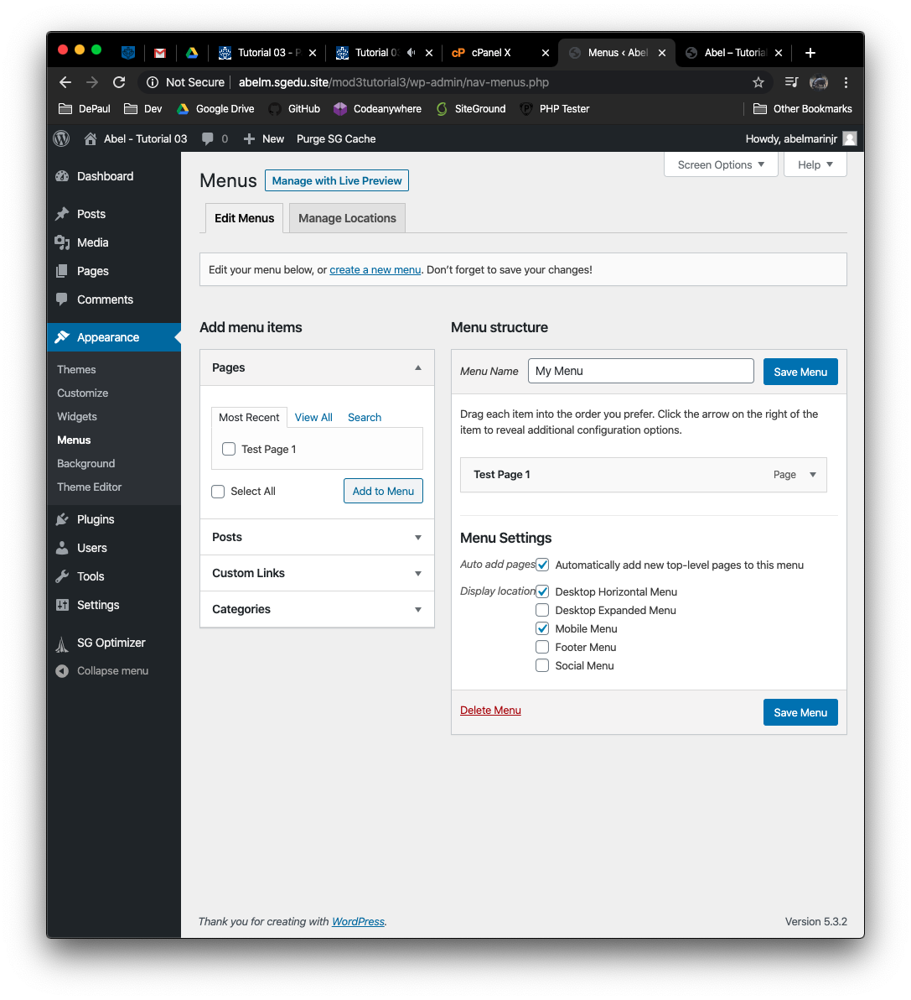 Tutorial 03 - P
Tutorial 03
cP cPanel X
Menus ‹ Abel
Abel – Tutorial
Not Secure
abelm.sgedu.site/mod3tutorial3/wp-admin/nav-menus.php
DePaul
Dev
Google Drive
GitHub
Codeanywhere
SiteGround
PHP Tester
Other Bookmarks
Abel - Tutorial 03
0
New
Purge SG Cache
Howdy, abelmarinjr
Dashboard
Posts
Media
Pages
Comments
Appearance
Themes
Customize
Widgets
Menus
Background
Theme Editor
Plugins
Users
Tools
Settings
SG Optimizer
Collapse menu
Screen Options
Help
Menus
Manage with Live Preview
Edit Menus
Manage Locations
Edit your menu below, or create a new menu. Don’t forget to save your changes!
Add menu items
Pages
Most Recent
View All
Search
Test Page 1
Select All
Add to Menu
Posts
Custom Links
Categories
Menu structure
Menu Name
My Menu
Save Menu
Drag each item into the order you prefer. Click the arrow on the right of the
item to reveal additional configuration options.
Test Page 1
Page
Menu Settings
Auto add pages
Automatically add new top-level pages to this menu
Display location
Desktop Horizontal Menu
Desktop Expanded Menu
Mobile Menu
Footer Menu
Social Menu
Delete Menu
Save Menu
Thank you for creating with WordPress.
Version 5.3.2